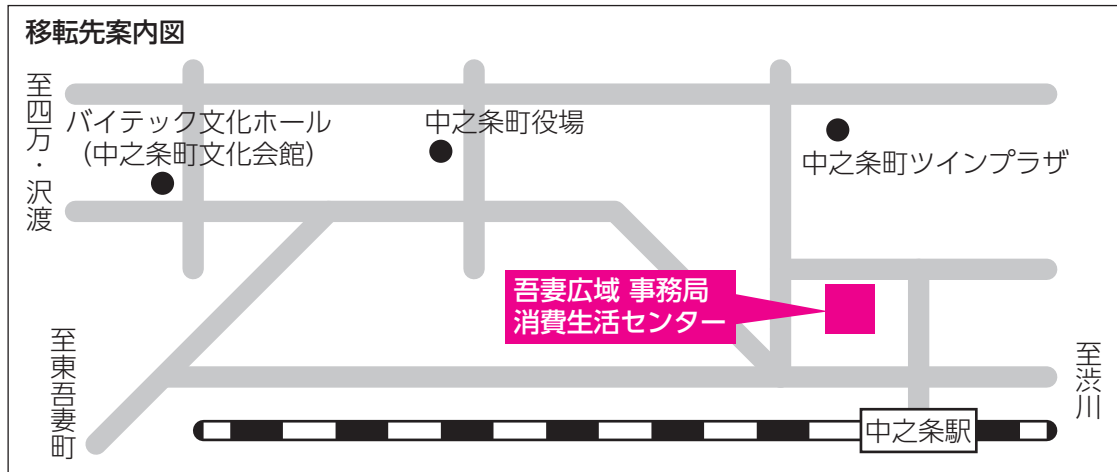 移転先案内図
至四万・沢渡
バイテック文化ホール
（中之条町文化会館）
中之条町役場
中之条町ツインプラザ
吾妻広域 事務局
消費生活センター
至東吾妻町
至渋川
中之条駅